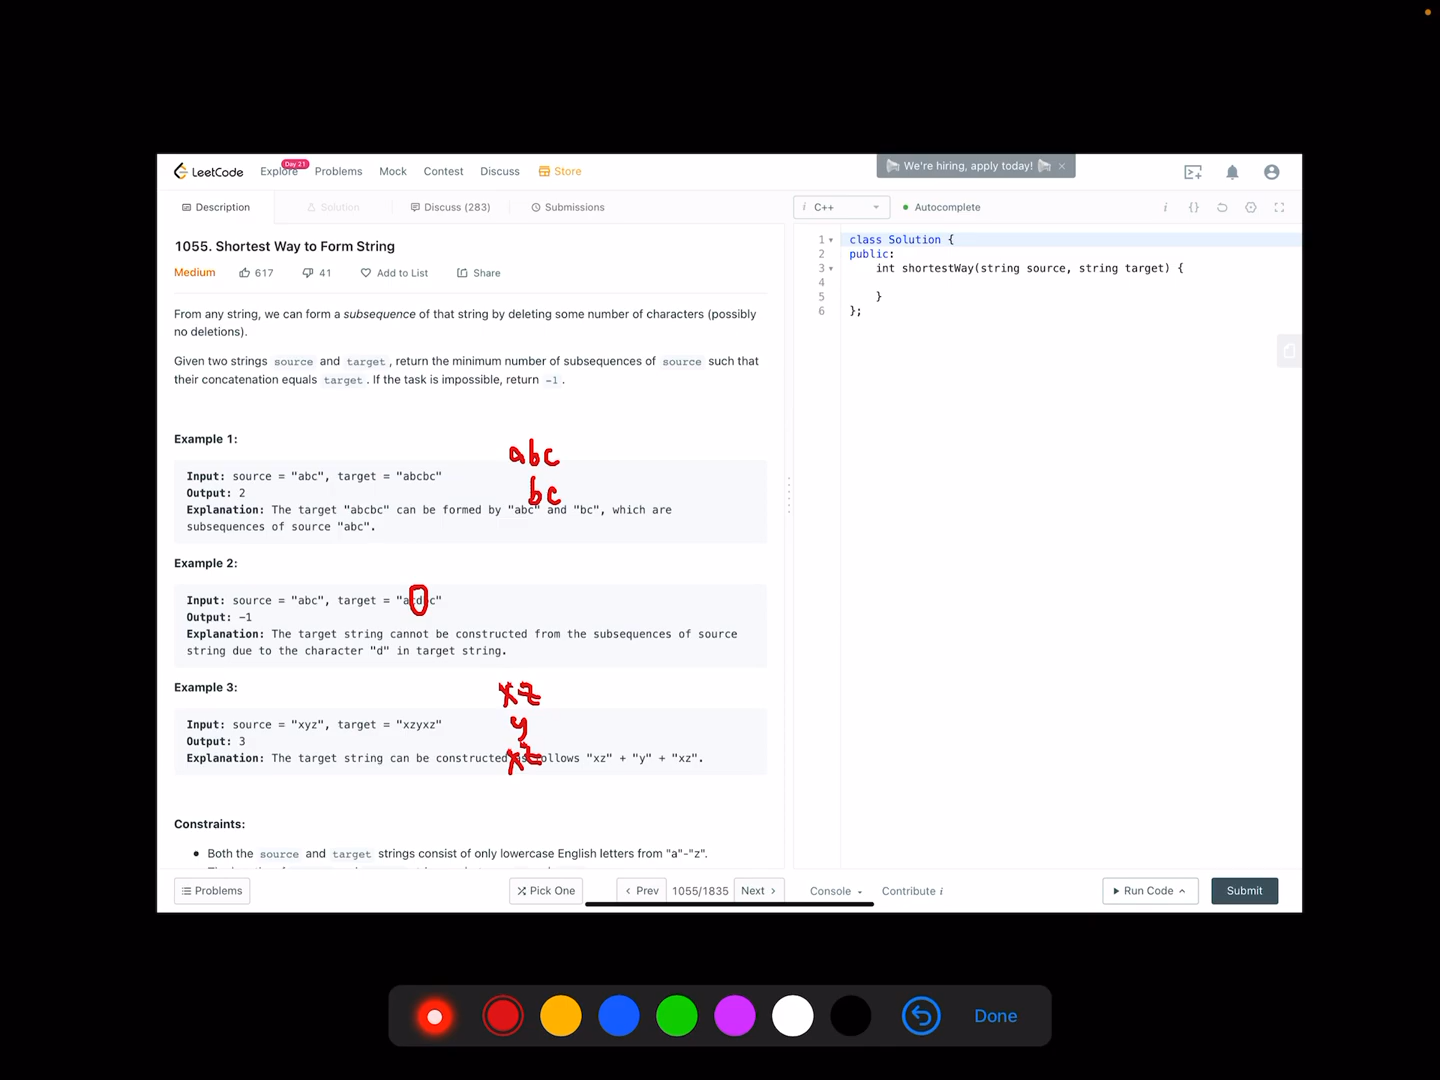 LeetCode
Explore
Day 21
Problems
Mock
Contest
Discuss
Store
We're hiring, apply today!
Description
Solution
Discuss (283)
Submissions
i C++
Autocomplete
1055. Shortest Way to Form String
Medium
617
41
Add to List
Share
From any string, we can form a subsequence of that string by deleting some number of characters (possibly
no deletions).
Given two strings source and target, return the minimum number of subsequences of source such that
their concatenation equals target. If the task is impossible, return -1.
Example 1:
abc
Input: source = "abc", target = "abcbc"
Output: 2
bc
Explanation: The target "abcbc" can be formed by "abc" and "bc", which are
subsequences of source "abc".
Example 2:
Input: source = "abc", target =
Output: -1
Explanation: The target string cannot be constructed from the subsequences of source
string due to the character "d" in target string.
Example 3:
xz
Input: source = "xyz", target = "xzyxz"
y
Output: 3
xz
Explanation: The target string can be constructed as follows "xz" + "y" + "xz".
Constraints:
• Both the source and target strings consist of only lowercase English letters from "a"-"z".
1 class Solution {
2 public:
3 int shortestWay(string source, string target) {
4
5 }
6 };
Problems
Pick One
Prev
1055/1835
Next
Console
Contribute i
Run Code
Submit
Done